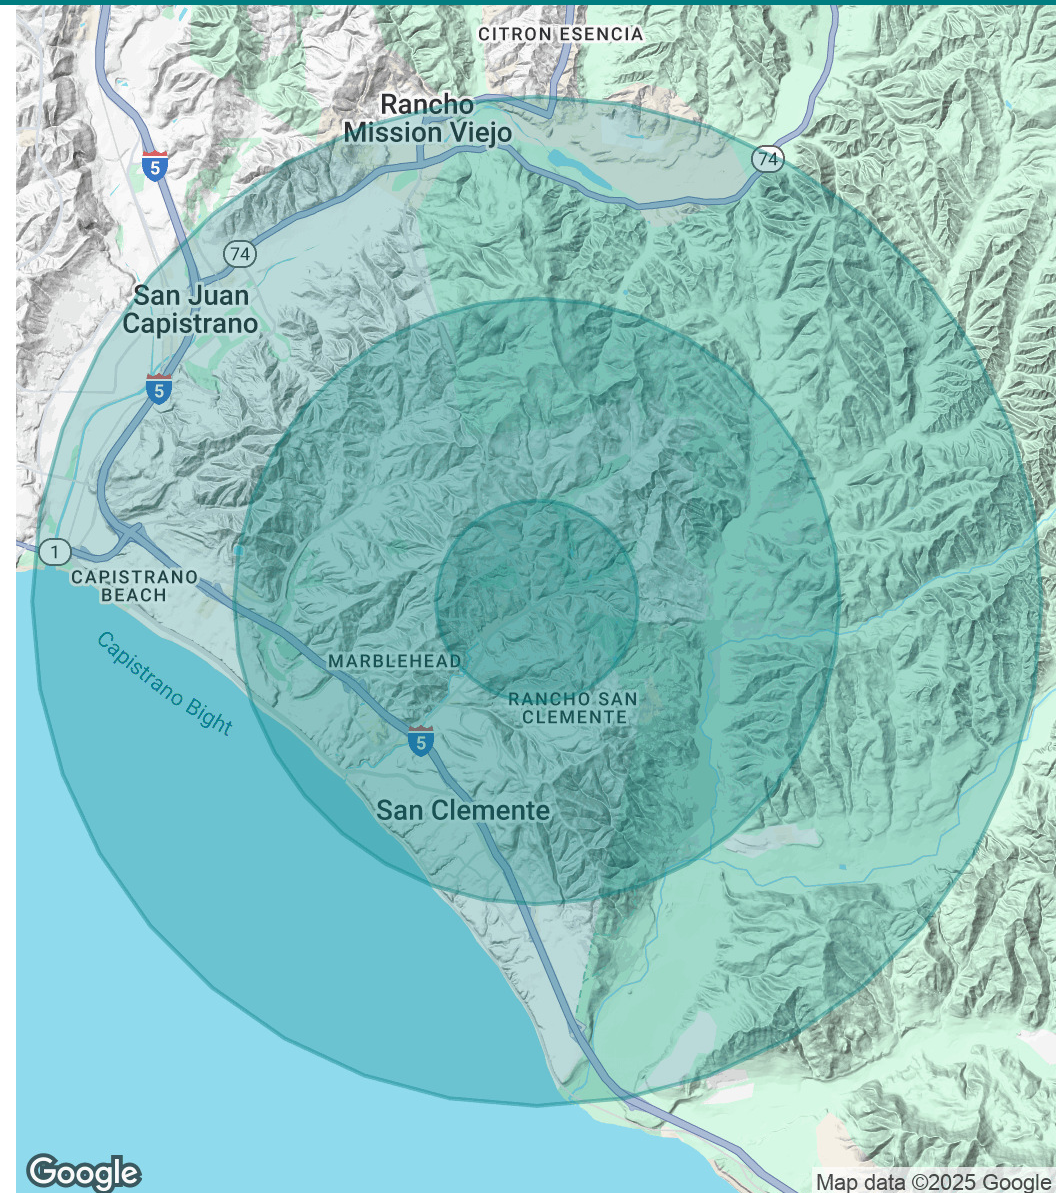 CITRON ESENCIA
Rancho
Mission Viejo
5
74
74
San Juan
Capistrano
5
1
CAPISTRANO
BEACH
Capistrano Bight
MARBLEHEAD
RANCHO SAN
CLEMENTE
5
San Clemente
Google
Map data ©2025 Google